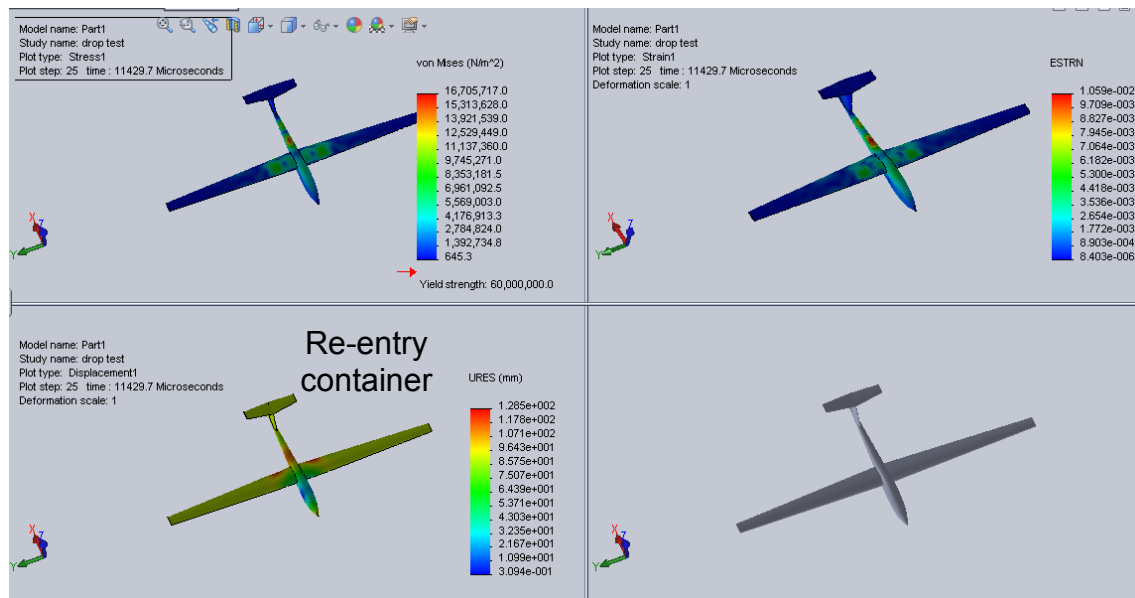 Model name: Part1
Study name: drop test
Plot type: Stress1
Plot step: 25 time : 11429.7 Microseconds
von Mises (N/m^2)
16,705,717.0
15,313,628.0
13,921,539.0
12,529,449.0
11,137,360.0
9,745,271.0
8,353,181.5
6,961,092.5
5,569,003.0
4,176,913.3
2,784,824.0
1,392,734.8
645.3
Yield strength: 60,000,000.0
X
Z
Y
Model name: Part1
Study name: drop test
Plot type: Strain1
Plot step: 25 time : 11429.7 Microseconds
Deformation scale: 1
ESTRN
1.059e-002
9.709e-003
8.827e-003
7.945e-003
7.064e-003
6.182e-003
5.300e-003
4.418e-003
3.536e-003
2.654e-003
1.772e-003
8.903e-004
8.403e-006
X
Z
Y
Model name: Part1
Study name: drop test
Plot type: Displacement1
Plot step: 25 time : 11429.7 Microseconds
Deformation scale: 1
Re-entry
container
URES (mm)
1.285e+002
1.178e+002
1.071e+002
9.643e+001
8.575e+001
7.507e+001
6.439e+001
5.371e+001
4.303e+001
3.235e+001
2.167e+001
1.099e+001
3.094e-001
X
Z
Y
X
Z
Y